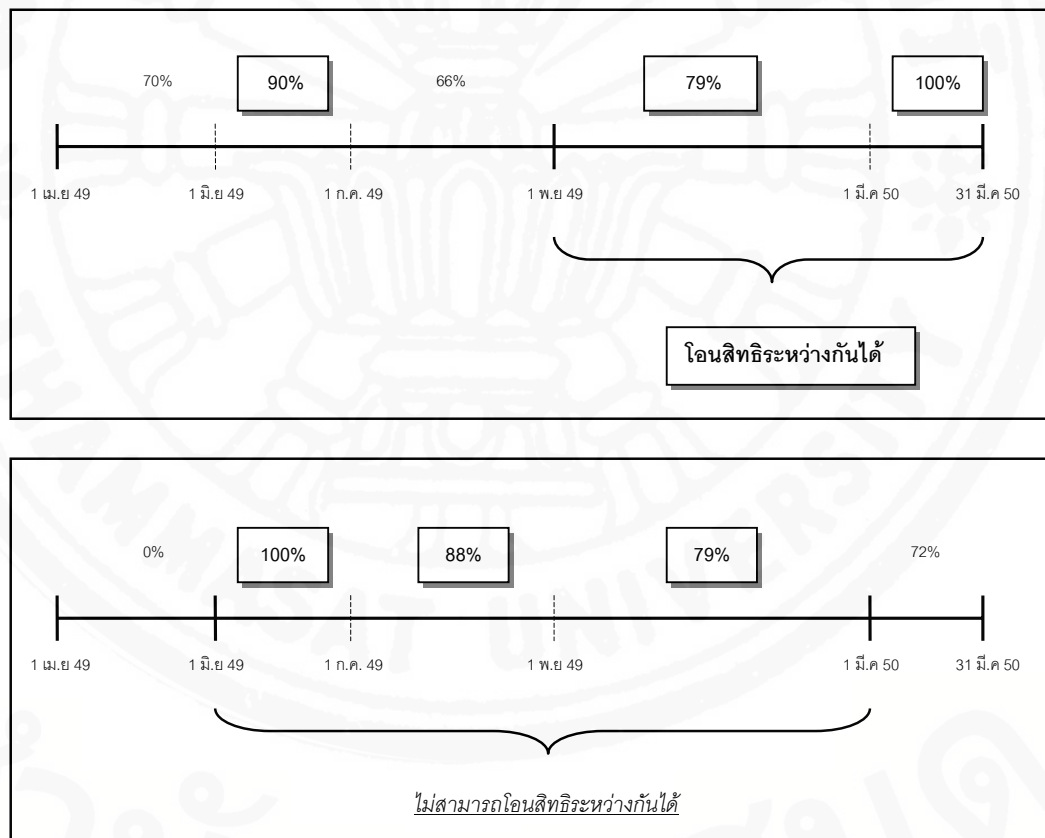 70% 90% 66% 79% 100%
1 เม.ย 49 1 มิ.ย 49 1 ก.ค. 49 1 พ.ย 49 1 มี.ค 50 31 มี.ค 50
โอนสิทธิระหว่างกันได้
0% 100% 88% 79% 72%
1 เม.ย 49 1 มิ.ย 49 1 ก.ค. 49 1 พ.ย 49 1 มี.ค 50 31 มี.ค 50
ไม่สามารถโอนสิทธิระหว่างกันได้
THAMMASAT UNIVERSITY